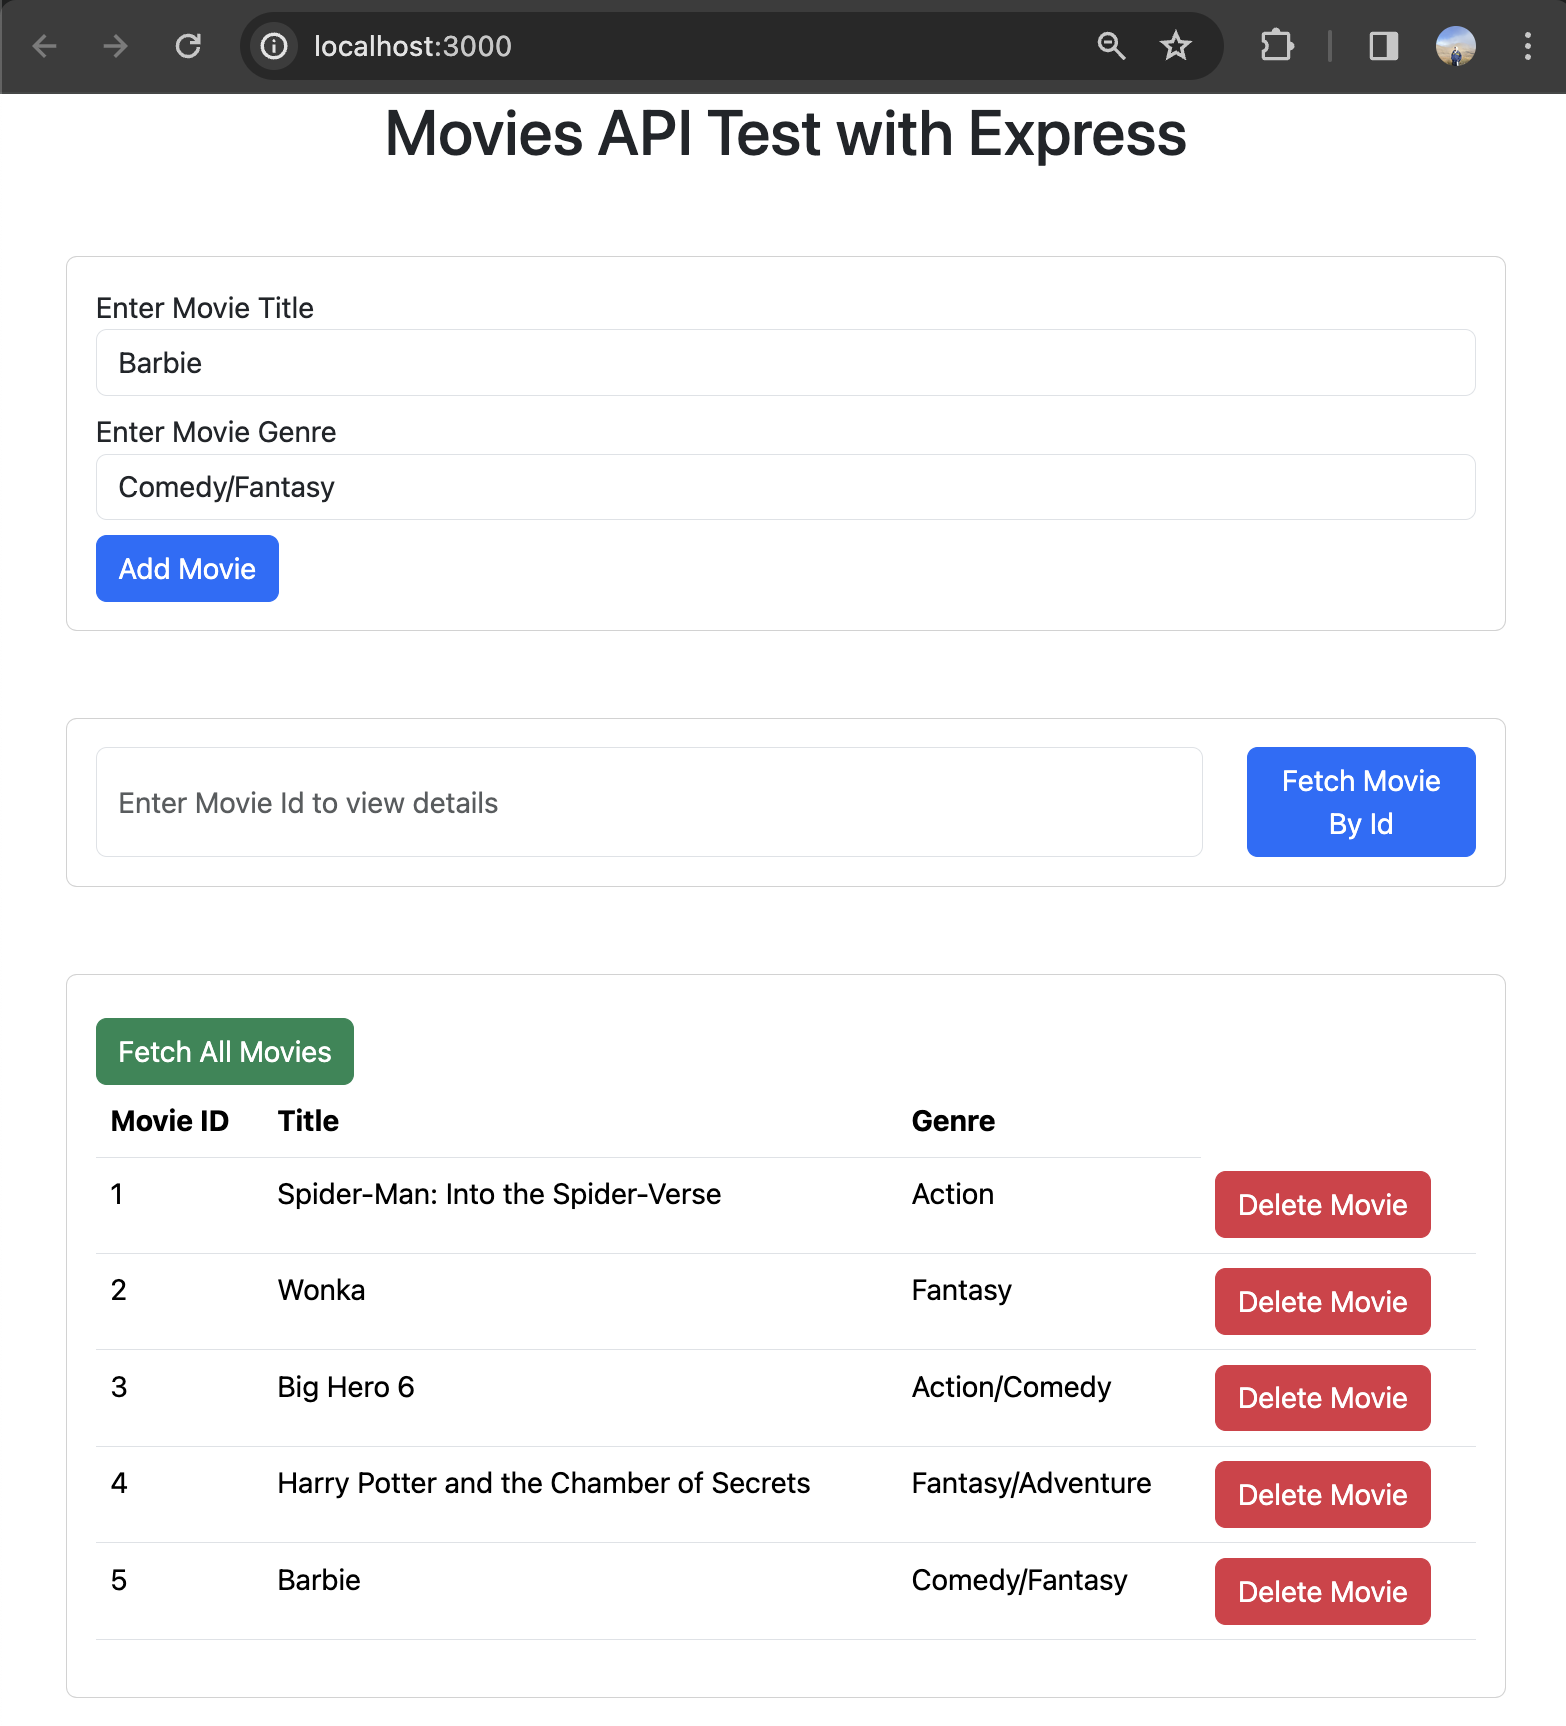 localhost:3000
Movies API Test with Express
Enter Movie Title
Barbie
Enter Movie Genre
Comedy/Fantasy
Add Movie
Enter Movie Id to view details
Fetch Movie
By Id
Fetch All Movies
Movie ID Title Genre
1 Spider-Man: Into the Spider-Verse Action Delete Movie
2 Wonka Fantasy Delete Movie
3 Big Hero 6 Action/Comedy Delete Movie
4 Harry Potter and the Chamber of Secrets Fantasy/Adventure Delete Movie
5 Barbie Comedy/Fantasy Delete Movie